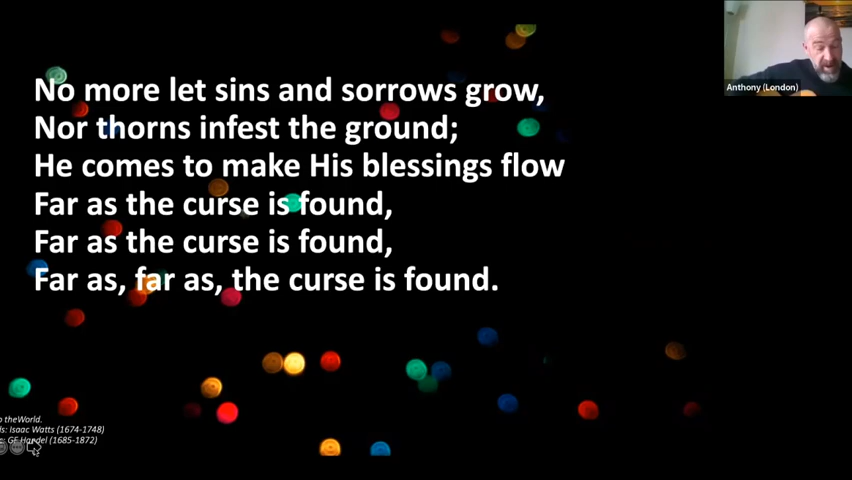 No more let sins and sorrows grow,
Nor thorns infest the ground;
He comes to make His blessings flow
Far as the curse is found,
Far as the curse is found,
Far as, far as, the curse is found.
Anthony (London)
o theWorld.
ds: Isaac Watts (1674-1748)
c: GF Handel (1685-1872)